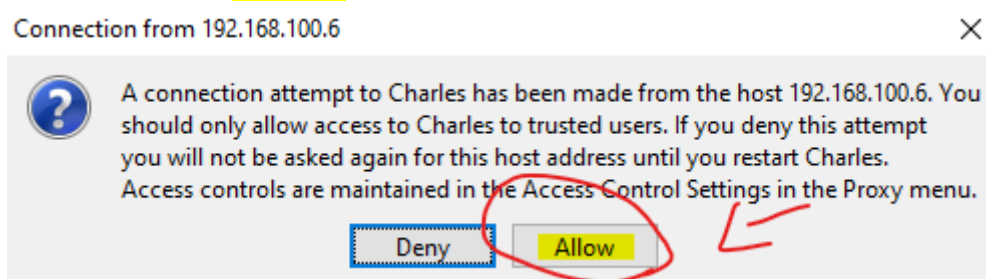 Connection from 192.168.100.6
A connection attempt to Charles has been made from the host 192.168.100.6. You
should only allow access to Charles to trusted users. If you deny this attempt
you will not be asked again for this host address until you restart Charles.
Access controls are maintained in the Access Control Settings in the Proxy menu.
Deny Allow